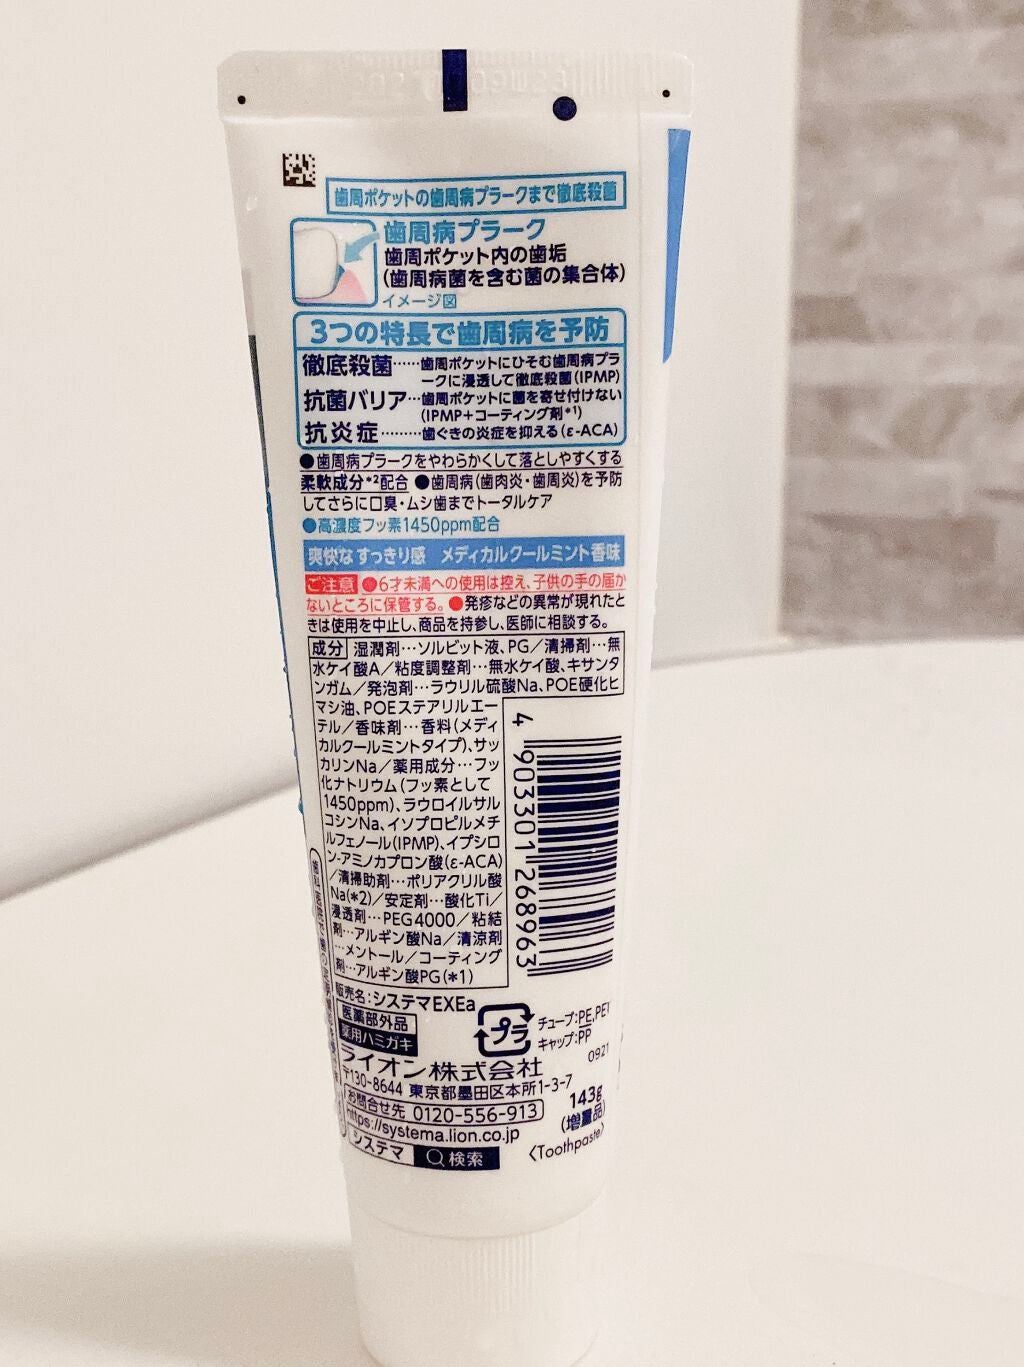 歯周ポケットの歯周病プラークまで徹底殺菌
歯周病プラーク
歯周ポケット内の歯垢
(歯周病菌を含む菌の集合体)
イメージ図
3つの特長で歯周病を予防
徹底殺菌……歯周ポケットにひそむ歯周病プラ
ークに浸透して徹底殺菌(IPMP)
抗菌バリア…歯周ポケットに菌を寄せ付けない
(IPMP+コーティング剤*1)
抗炎症………歯ぐきの炎症を抑える(ε-ACA)
●歯周病プラークをやわらかくして落としやすくする
柔軟成分*2配合 ●歯周病(歯肉炎・歯周炎)を予防
してさらに口臭・ムシ歯までトータルケア
●高濃度フッ素1450ppm配合
爽快な すっきり感 メディカルクールミント香味
ご注意 ●6才未満への使用は控え、子供の手の届か
ないところに保管する。●発疹などの異常が現れたと
きは使用を中止し、商品を持参し、医師に相談する。
成分 湿潤剤…ソルビット液、PG/清掃剤…無
水ケイ酸A/粘度調整剤…無水ケイ酸、キサンタ
ンガム/発泡剤…ラウリル硫酸Na、POE硬化ヒ
マシ油、POEステアリルエー
テル/香味剤…香料(メディ
カルクールミントタイプ)、サッ
カリンNa/薬用成分…フッ
化ナトリウム(フッ素として
1450ppm)、ラウロイルサル
コシンNa、イソプロピルメチ
ルフェノール(IPMP)、イプシロ
ン-アミノカプロン酸(ε-ACA)
/清掃助剤…ポリアクリル酸
Na(*2)/安定剤…酸化Ti/
浸透剤…PEG4000/粘結
剤…アルギン酸Na/清涼剤
…メントール/コーティング
剤…アルギン酸PG(*1)
4 903301 268963
販売名:システマEXEa
医薬部外品
薬用ハミガキ
プラ
チューブ:PE,PET
キャップ:PP
0921
ライオン株式会社
〒130-8644 東京都墨田区本所1-3-7
お問合せ先 0120-556-913
https://systema.lion.co.jp
システマ 検索
143g
(増量品)
〈Toothpaste〉